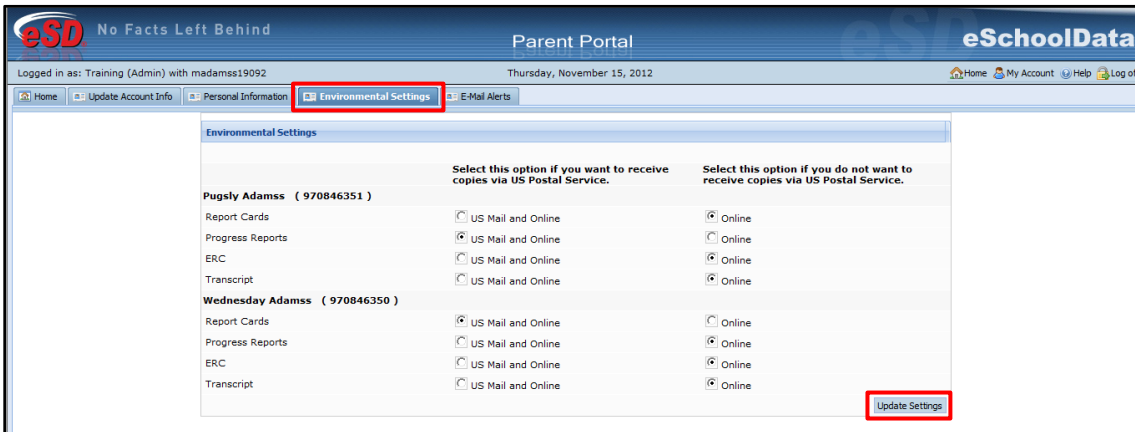 eSD No Facts Left Behind
Parent Portal
eSchoolData
Logged in as: Training (Admin) with madamss19092
Thursday, November 15, 2012
Home My Account Help Log of
Home Update Account Info Personal Information Environmental Settings E-Mail Alerts
Environmental Settings
Select this option if you want to receive
copies via US Postal Service.
Select this option if you do not want to
receive copies via US Postal Service.
Pugsly Adamss ( 970846351 )
Report Cards US Mail and Online Online
Progress Reports US Mail and Online Online
ERC US Mail and Online Online
Transcript US Mail and Online Online
Wednesday Adamss ( 970846350 )
Report Cards US Mail and Online Online
Progress Reports US Mail and Online Online
ERC US Mail and Online Online
Transcript US Mail and Online Online
Update Settings